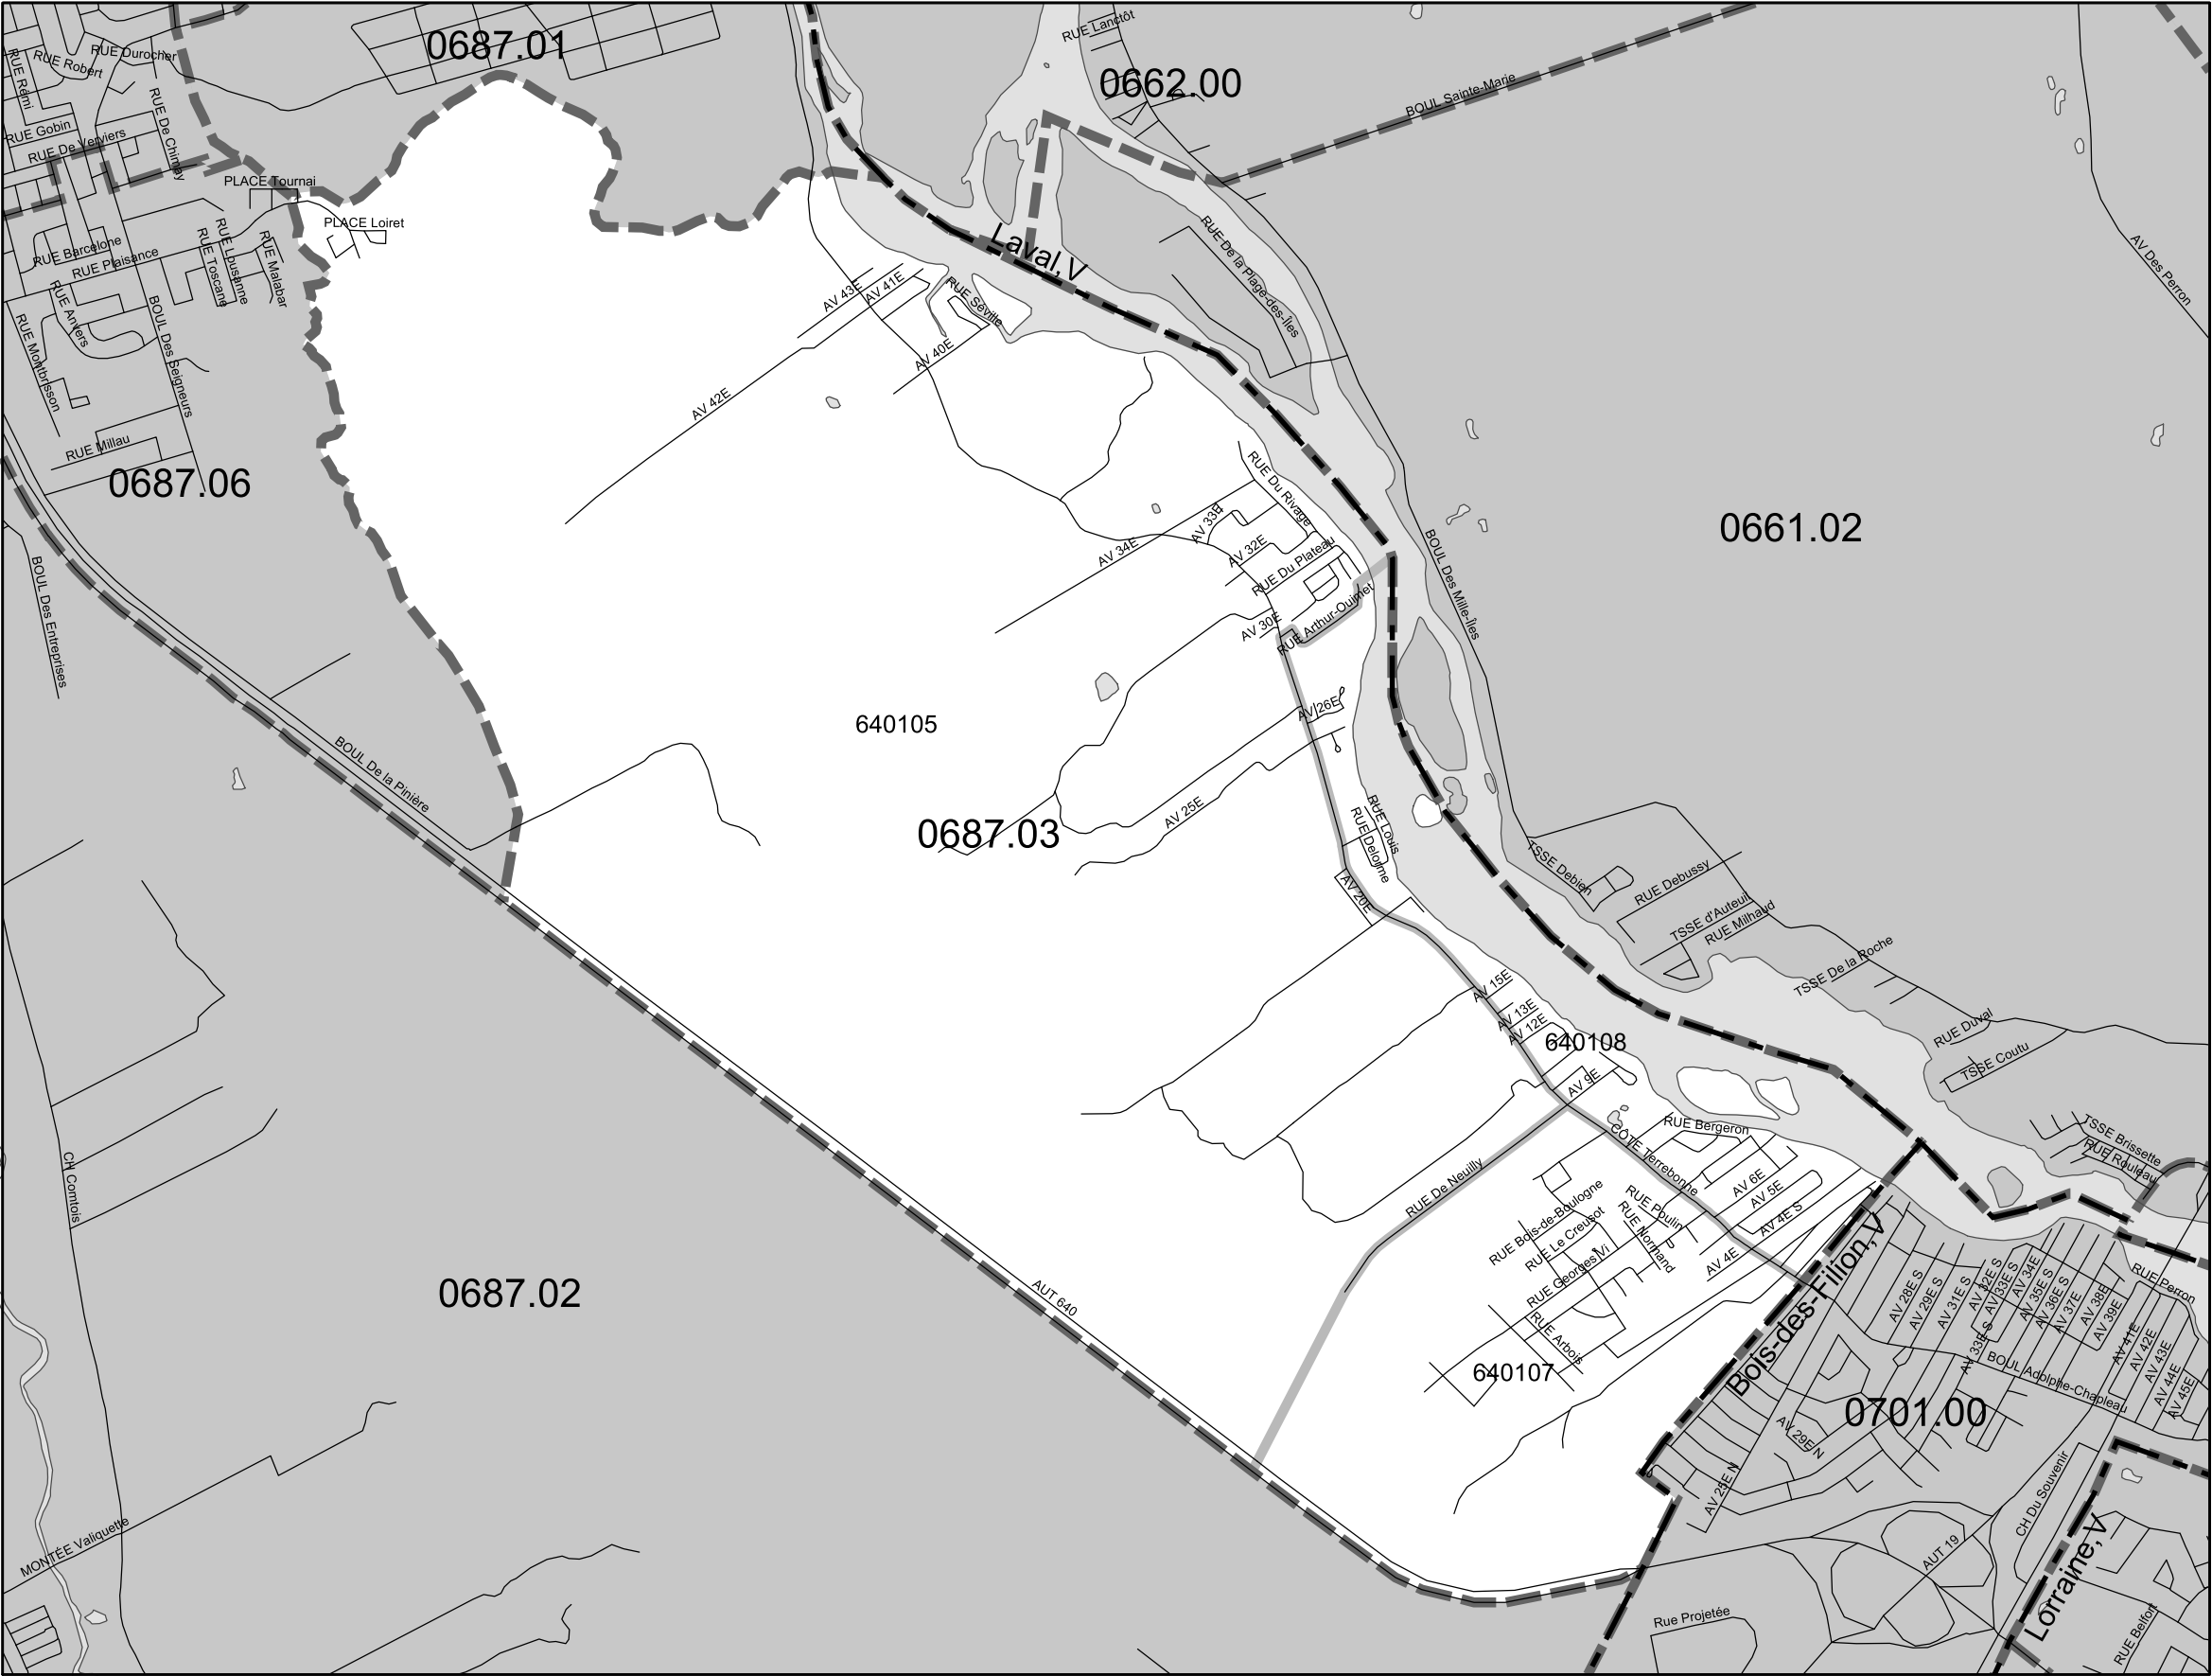 0687.01
0662.00
RUE Lanctôt
RUE Durocher
RUE Robert
RUE Rémi
RUE Gobin
RUE De Verviers
RUE De Chimay
BOUL Sainte-Marie
PLACE Tournai
PLACE Loiret
RUE Barcelone
RUE Plaisance
RUE Toscane
RUE Lousanne
RUE Malabar
RUE Anvers
RUE Montbrisson
BOUL Des Seigneurs
RUE Millau
0687.06
Laval,V
RUE De la Plage-des-Îles
AV Des Perron
AV 43E
AV 41E
RUE Séville
AV 40E
AV 42E
RUE Du Rivage
AV 33E
AV 34E
AV 32E
RUE Du Plateau
AV 30E
RUE Arthur-Ouimet
BOUL Des Mille-Îles
0661.02
BOUL Des Entreprises
BOUL De la Pinière
640105
AV 26E
0687.03
AV 25E
RUE Louis
RUE Delorme
AV 20E
TSSE Debien
RUE Debussy
TSSE d'Auteuil
RUE Milhaud
TSSE De la Roche
RUE Duval
TSSE Coutu
AV 15E
AV 13E
AV 12E
640108
AV 9E
RUE Bergeron
CÔTE Terrebonne
TSSE Brissette
RUE Rouleau
RUE De Neuilly
AV 6E
AV 5E
AV 4E S
AV 4E
RUE Poulin
RUE Normand
RUE Bois-de-Boulogne
RUE Le Creusot
RUE Georges Vi
RUE Arbois
640107
CH Comtois
0687.02
AUT 640
Bois-des-Filion,V
AV 28E S
AV 29E S
AV 31E S
AV 32E S
AV 33E S
AV 34E
AV 35E S
AV 36E S
AV 37E
AV 38E
AV 39E
AV 33E S
RUE Perron
AV 41E
AV 42E
AV 43E
AV 44E
AV 45E
BOUL Adolphe-Chapleau
0701.00
AV 29E N
AV 25E N
CH Du Souvenir
AUT 19
Lorraine,V
MONTÉE Valiquette
Rue Projetée
RUE Belfort